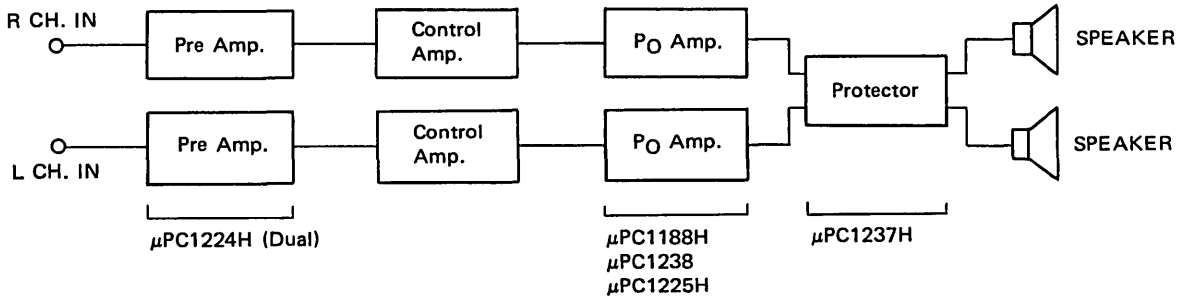 R CH. IN
Pre Amp.
Control
Amp.
PO Amp.
Protector
SPEAKER
L CH. IN
Pre Amp.
Control
Amp.
PO Amp.
SPEAKER
μPC1224H (Dual)
μPC1188H
μPC1238
μPC1225H
μPC1237H